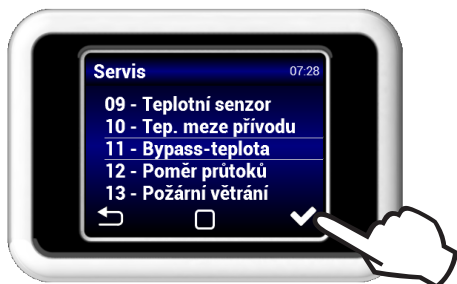 Servis 07:28
09 - Teplotní senzor
10 - Tep. meze přívodu
11 - Bypass-teplota
12 - Poměr průtoků
13 - Požární větrání